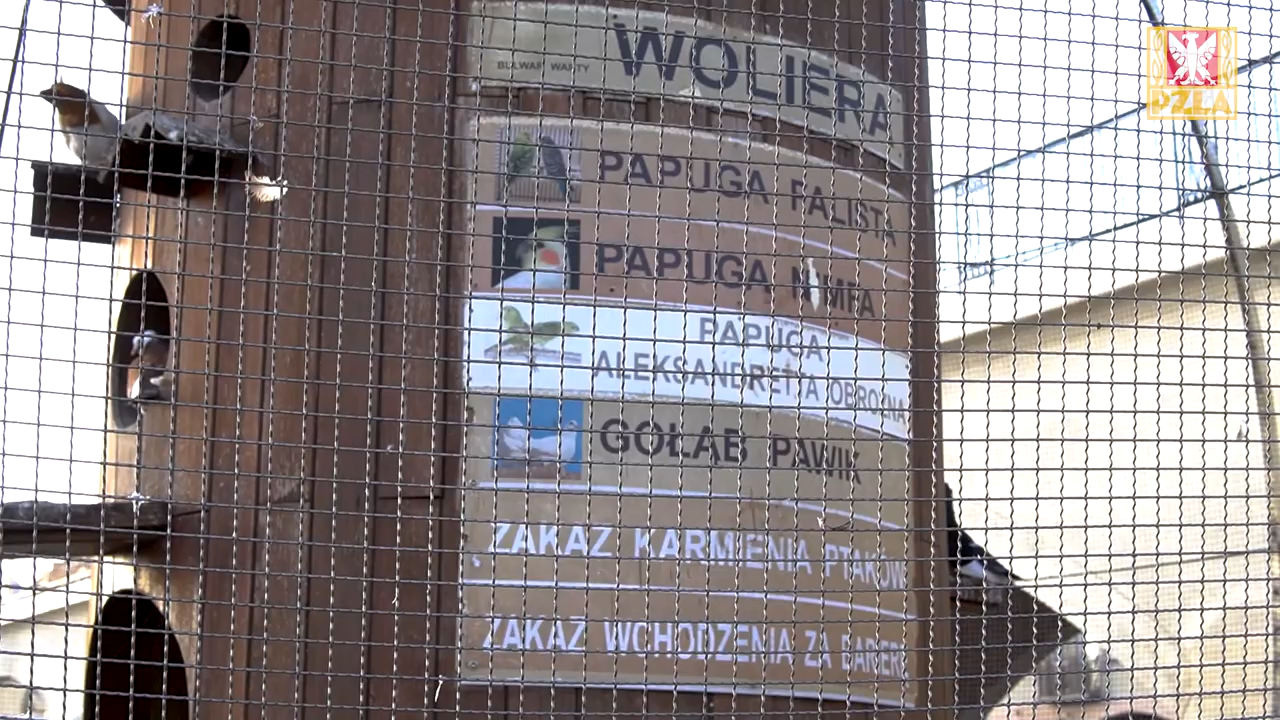 WOLIERA
BULWAR WARTY
PAPUGA FALISTA
PAPUGA NIMFA
PAPUGA
ALEKSANDRETTA OBROŻNA
GOŁĄB PAWIK
ZAKAZ KARMIENIA PTAKÓW
ZAKAZ WCHODZENIA ZA BARIERĘ
PZŁA